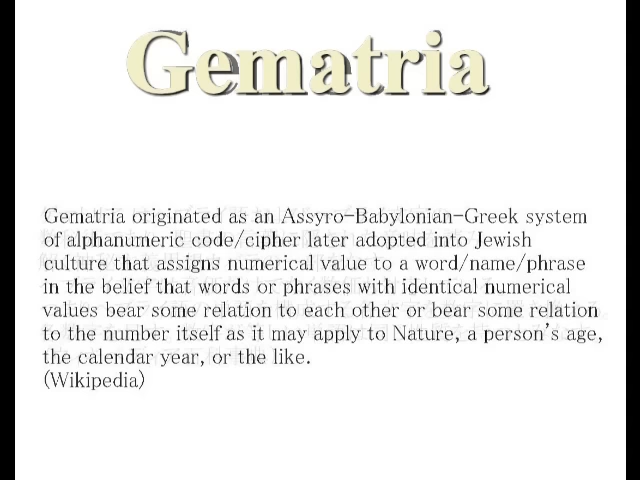 Gematria
Gematria originated as an Assyro-Babylonian-Greek system
of alphanumeric code/cipher later adopted into Jewish
culture that assigns numerical value to a word/name/phrase
in the belief that words or phrases with identical numerical
values bear some relation to each other or bear some relation
to the number itself as it may apply to Nature, a person's age,
the calendar year, or the like.
(Wikipedia)